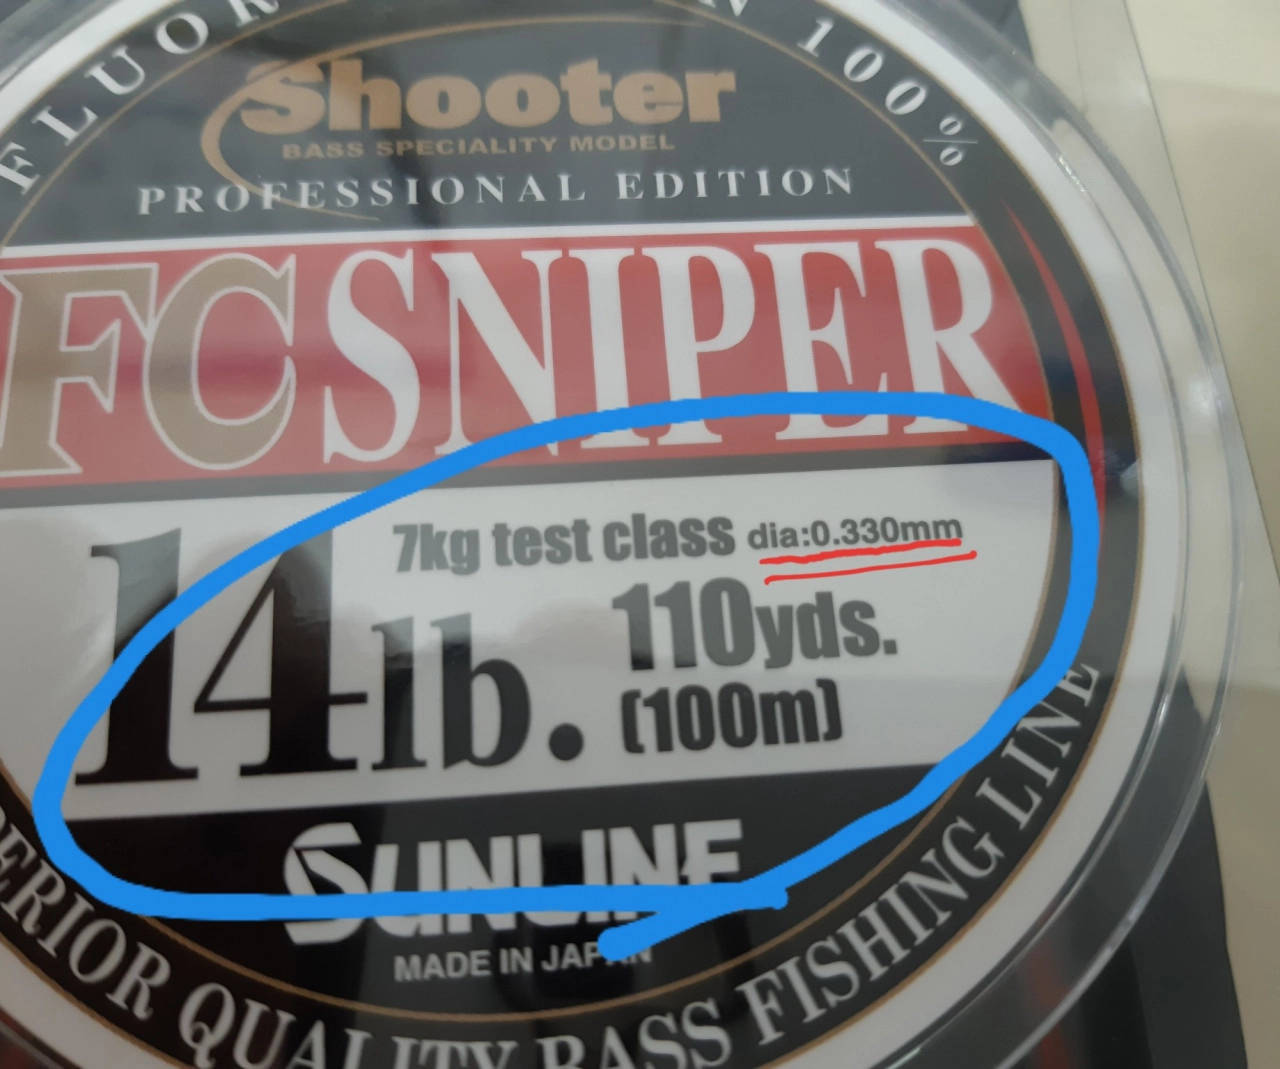 FLUOR
N 100%
Shooter
BASS SPECIALITY MODEL
PROFESSIONAL EDITION
FC SNIPER
14lb.
7kg test class dia:0.330mm
110yds.
(100m)
SUNLINE
MADE IN JAPAN
ERIOR QUALITY BASS FISHING LINE